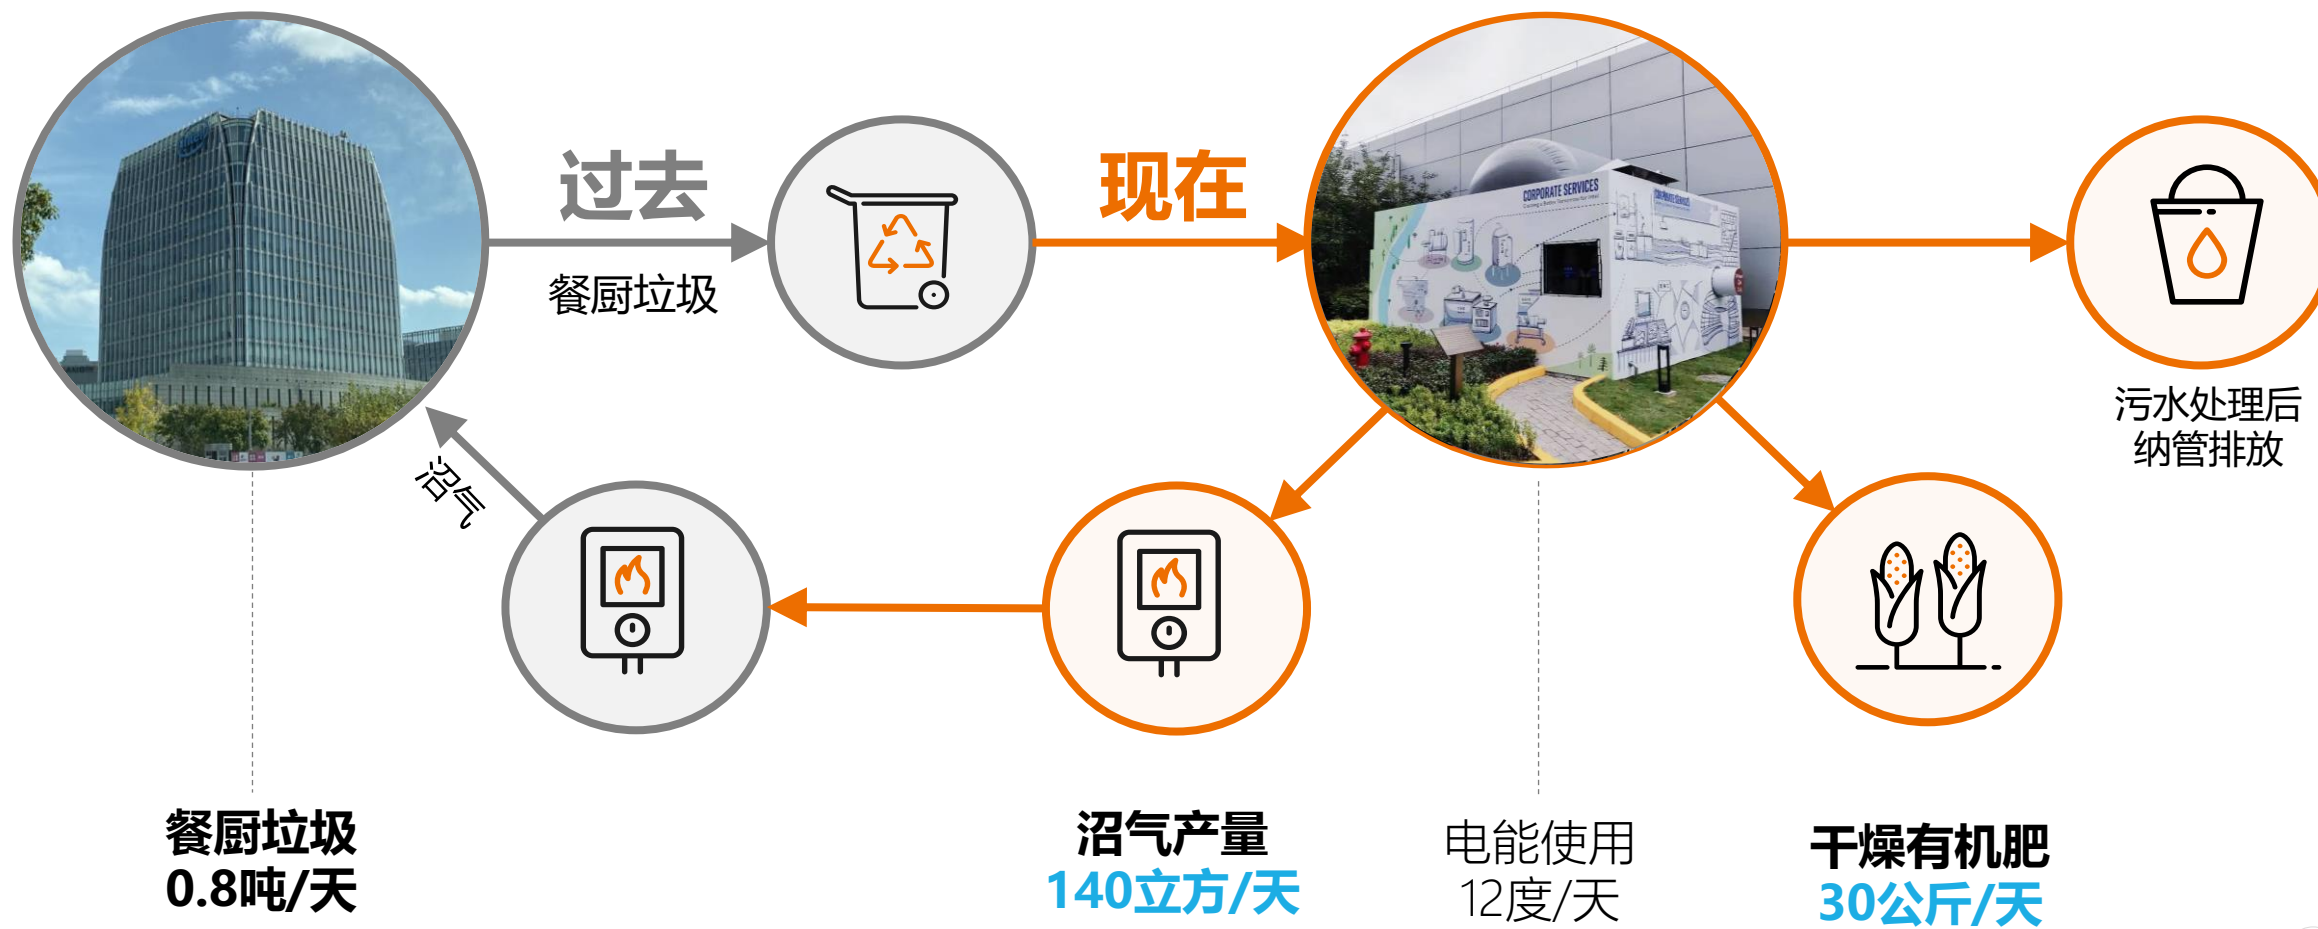 过去
餐厨垃圾
现在
CORPORATE SERVICES
污水处理后
纳管排放
沼气
餐厨垃圾
0.8吨/天
沼气产量
140立方/天
电能使用
12度/天
干燥有机肥
30公斤/天